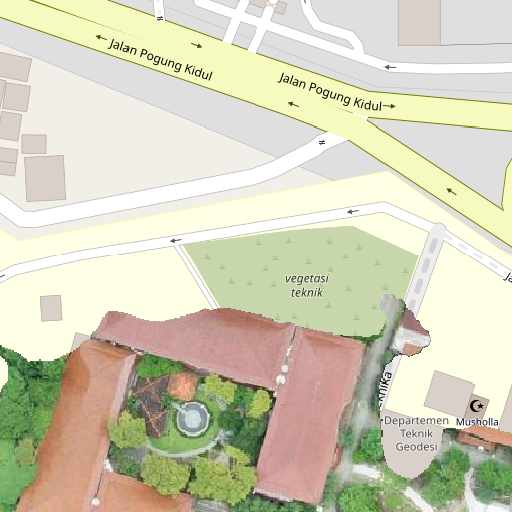 Jalan Pogung Kidul
Jalan Pogung Kidul
vegetasi
teknik
Departemen
Teknik
Geodesi
Musholla